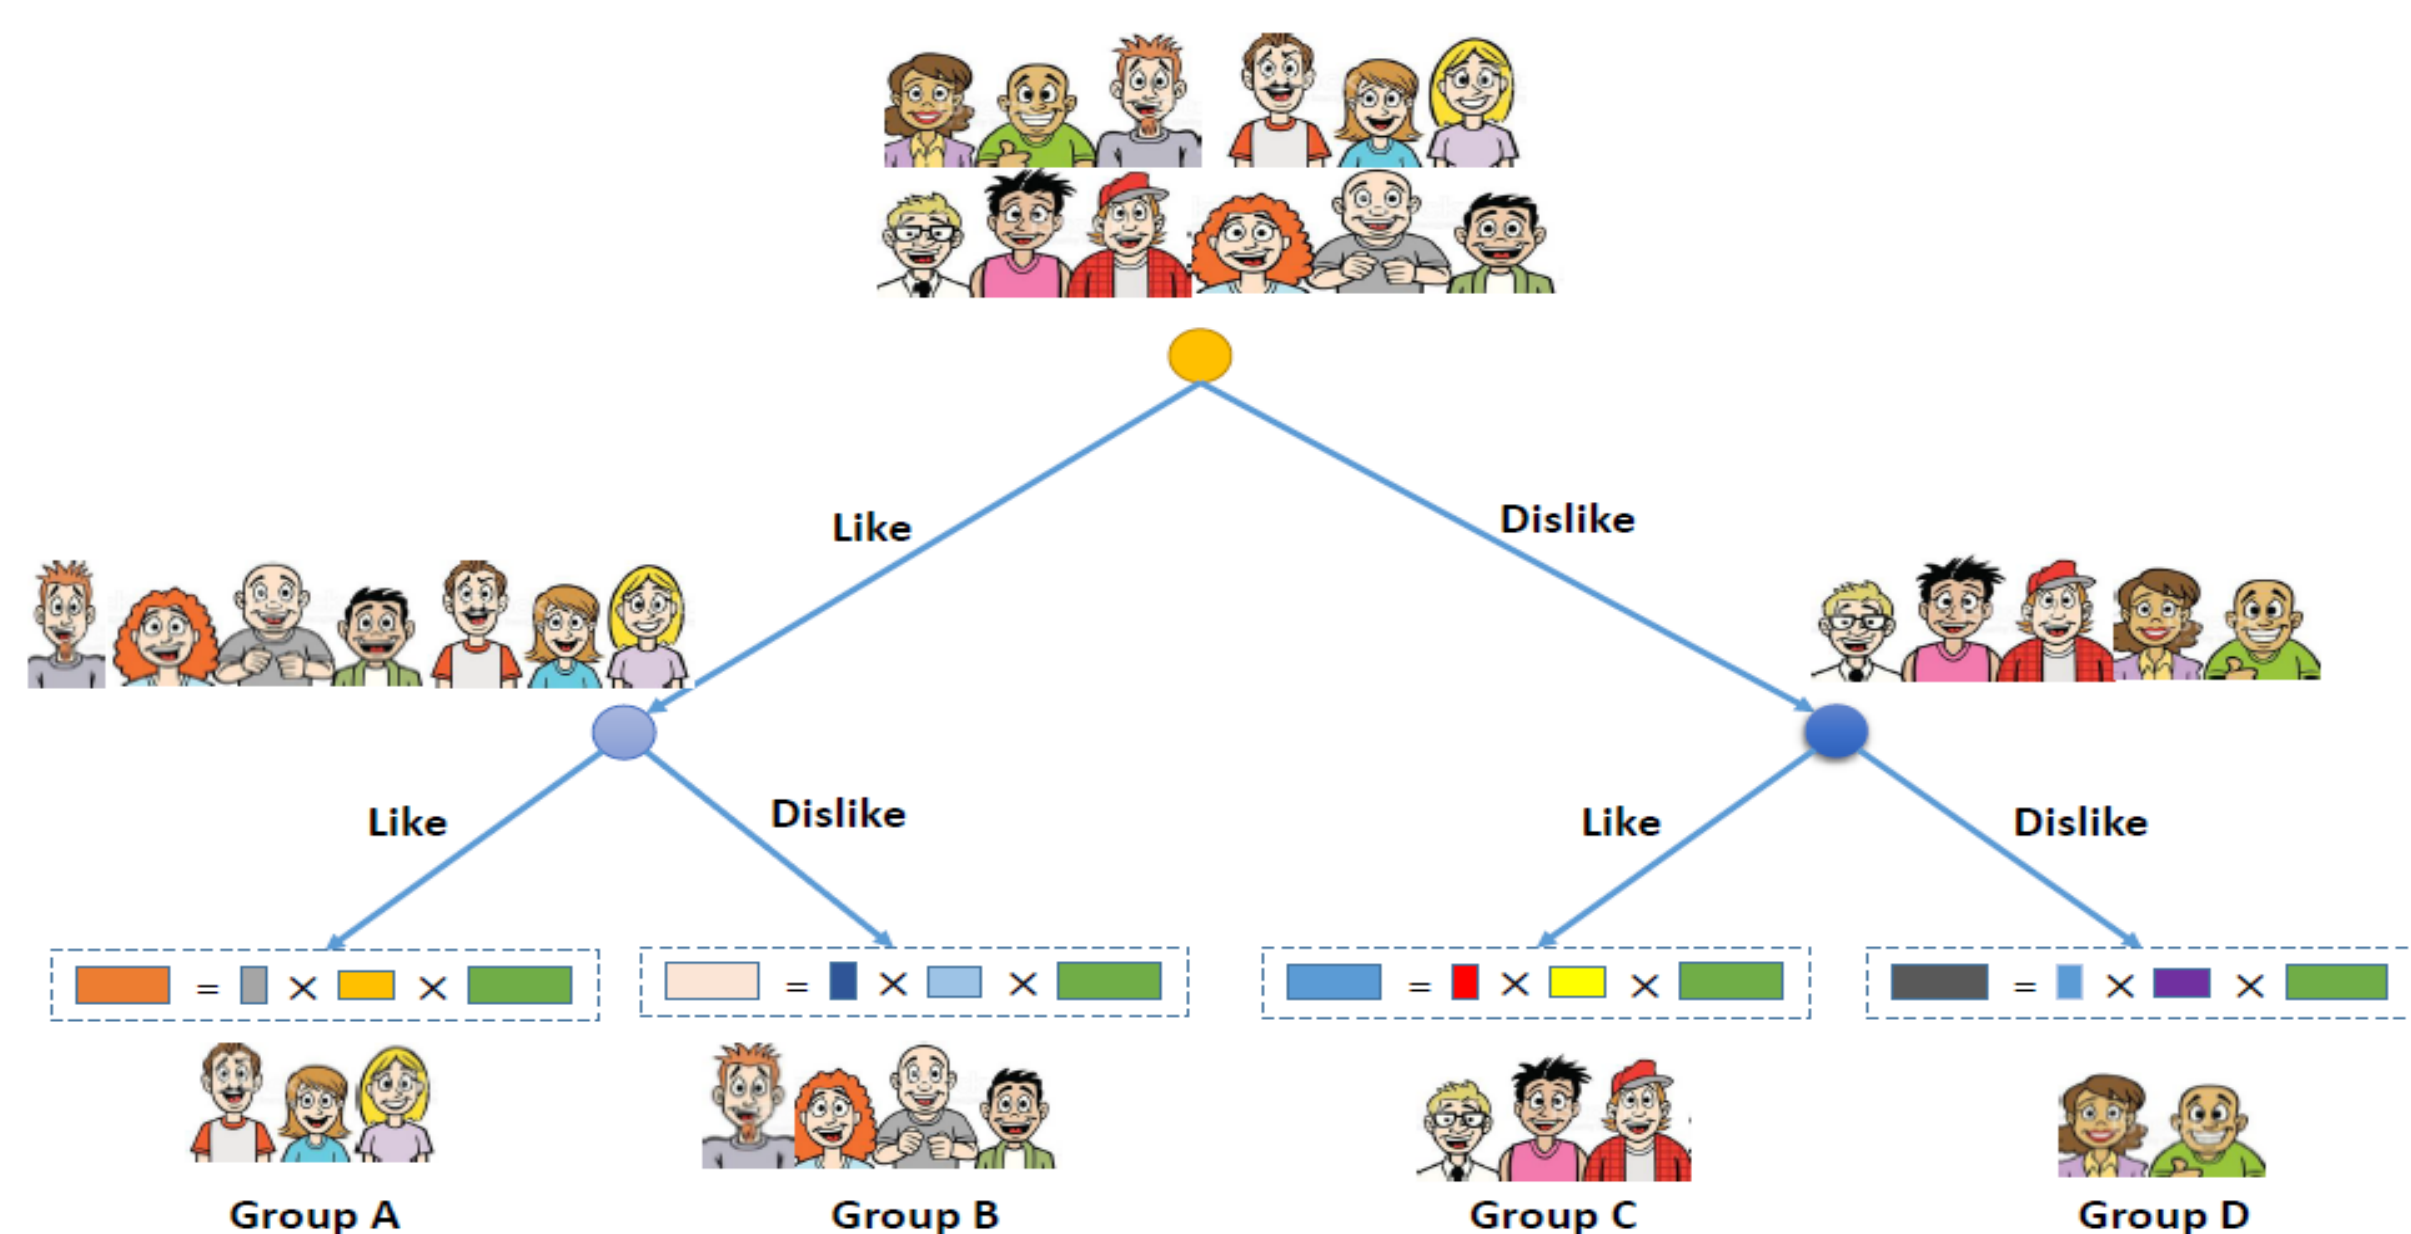 Like
Dislike
Like
Dislike
Like
Dislike
= × ×
= × ×
= × ×
= × ×
Group A
Group B
Group C
Group D